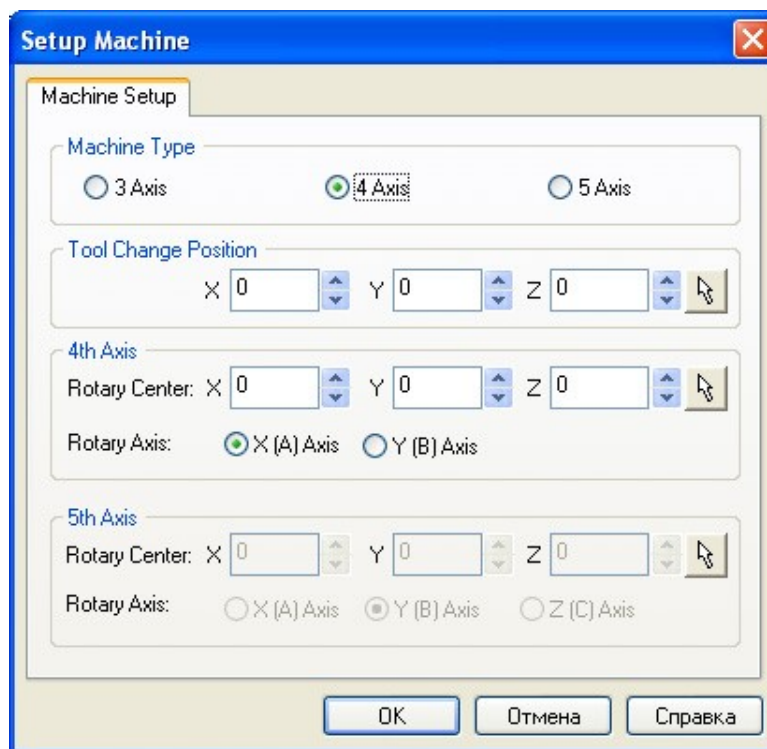 Setup Machine
Machine Setup
Machine Type
3 Axis 4 Axis 5 Axis
Tool Change Position
X 0 Y 0 Z 0
4th Axis
Rotary Center: X 0 Y 0 Z 0
Rotary Axis: X (A) Axis Y (B) Axis
5th Axis
Rotary Center: X 0 Y 0 Z 0
Rotary Axis: X (A) Axis Y (B) Axis Z (C) Axis
OK Отмена Справка